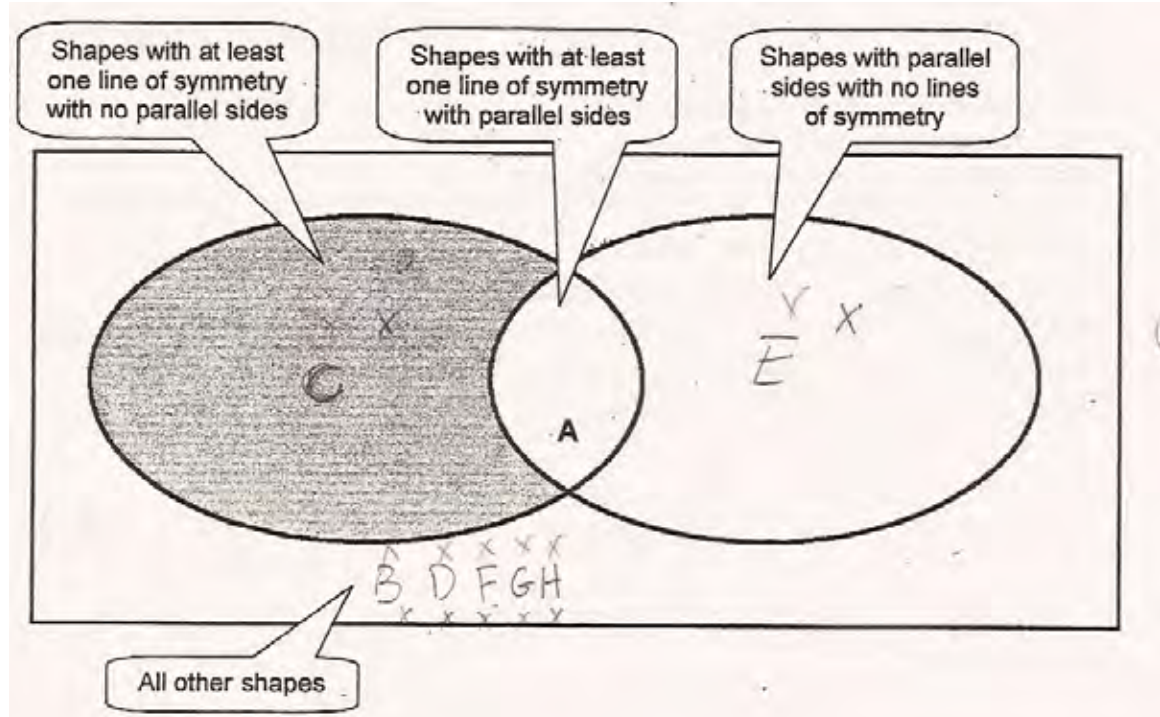 Shapes with at least
one line of symmetry
with no parallel sides
Shapes with at least
one line of symmetry
with parallel sides
Shapes with parallel
sides with no lines
of symmetry
X
X
C
E
A
X X X X
B D F G H
X X X X X
All other shapes